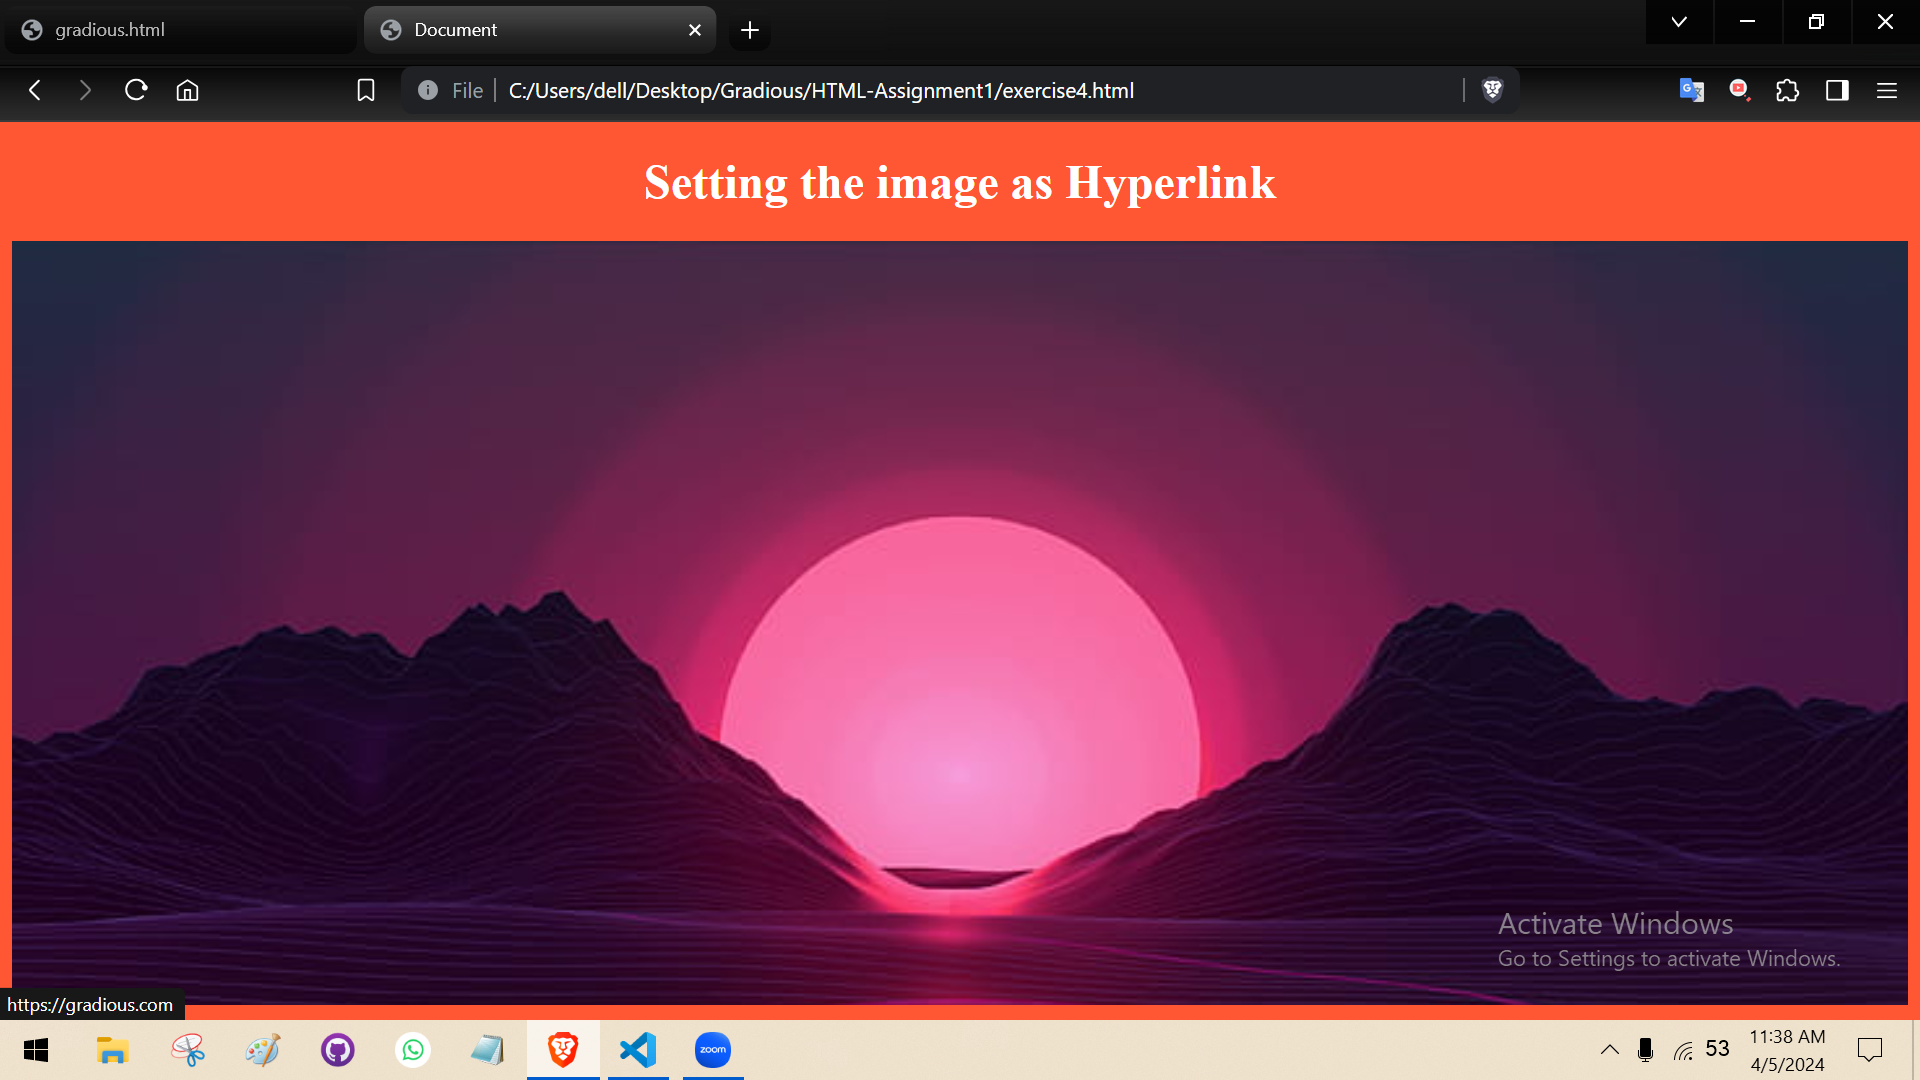 gradious.html
Document
File
C:/Users/dell/Desktop/Gradious/HTML-Assignment1/exercise4.html
Setting the image as Hyperlink
Activate Windows
Go to Settings to activate Windows.
https://gradious.com
zoom
53
11:38 AM
4/5/2024